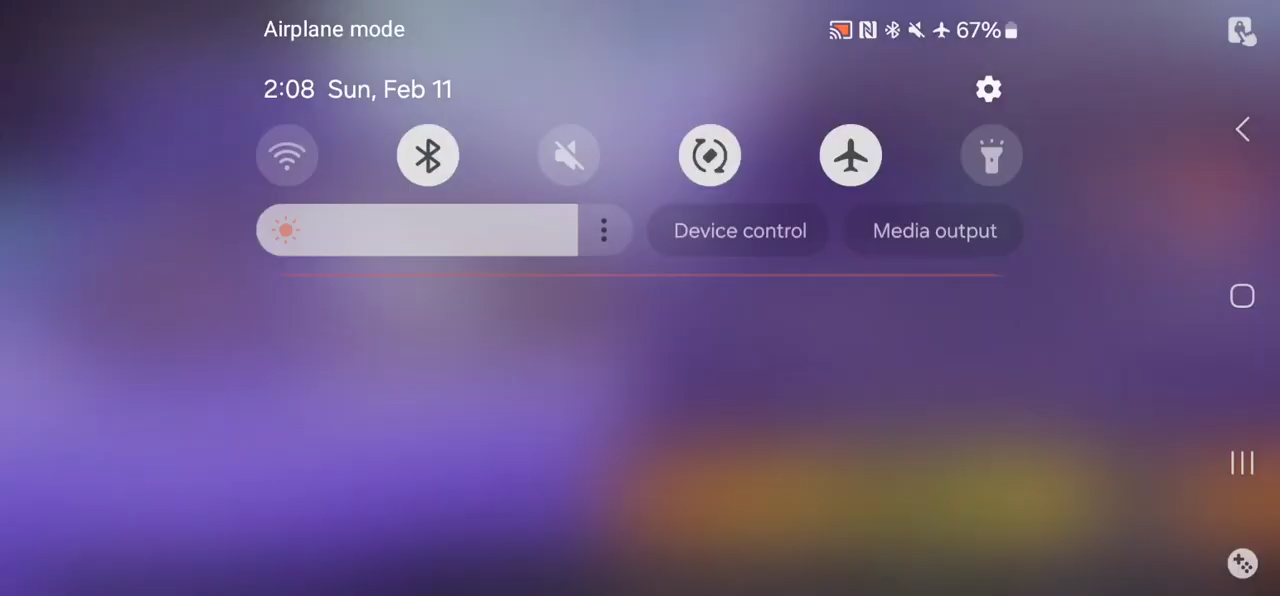 Airplane mode
67%
2:08 Sun, Feb 11
Device control
Media output